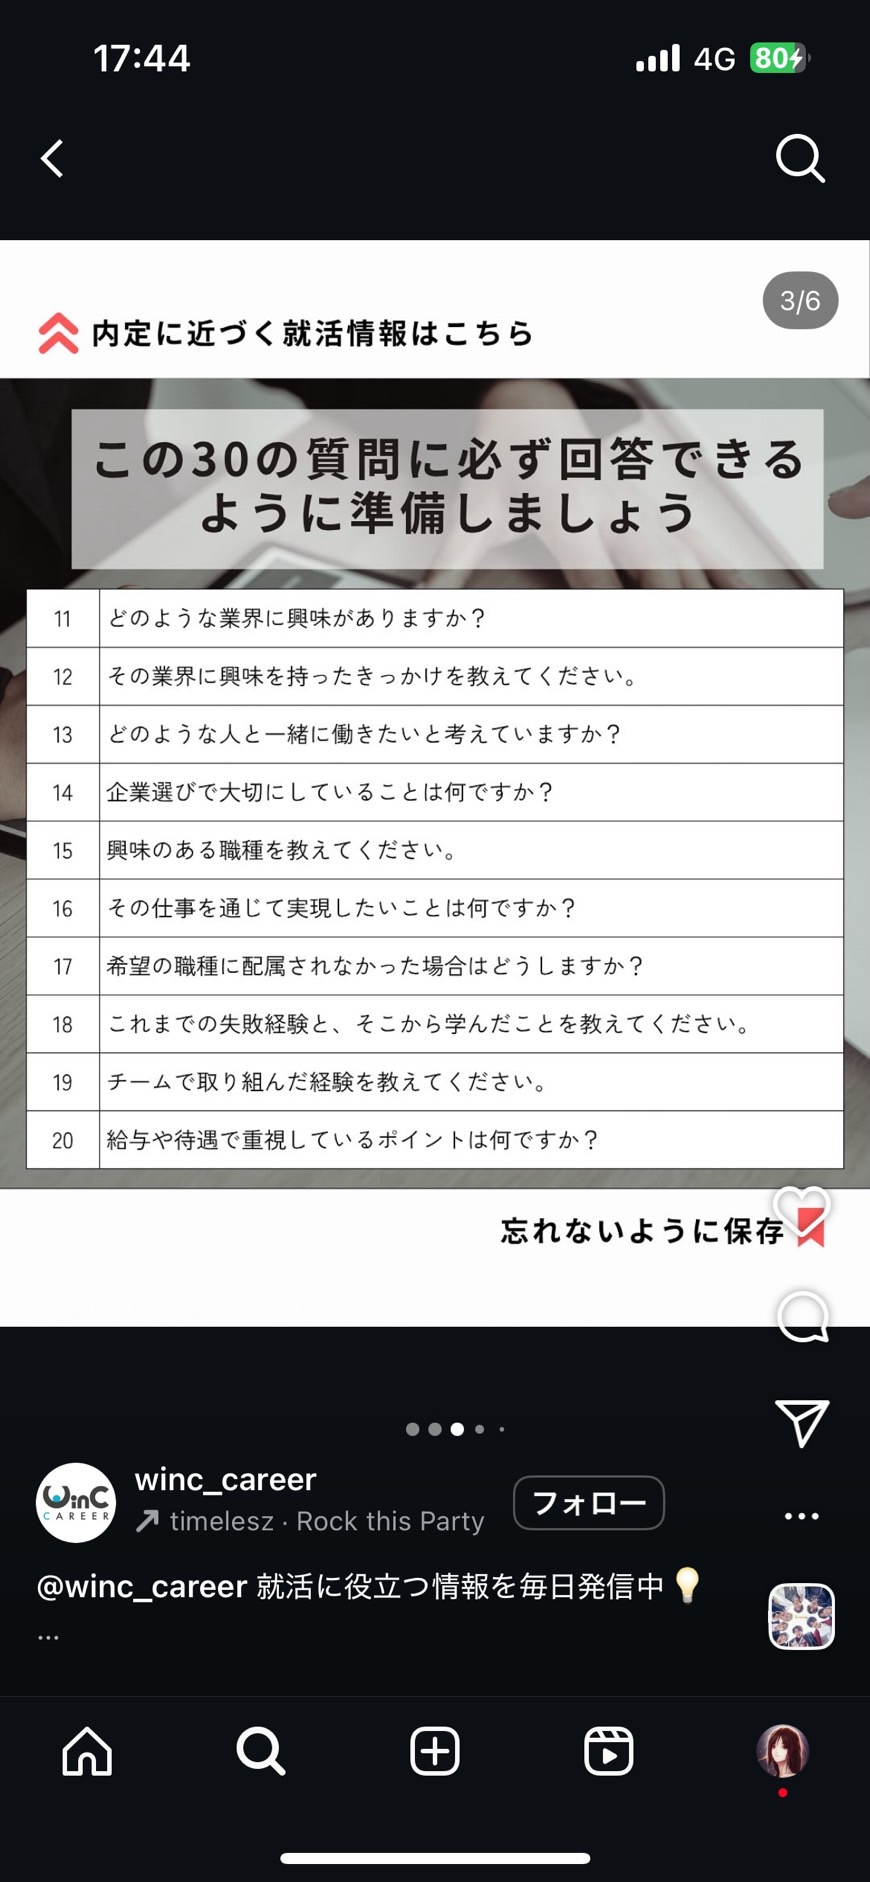 17:44
4G 80
3/6
内定に近づく就活情報はこちら
この30の質問に必ず回答できる
ように準備しましょう
11 どのような業界に興味がありますか？
12 その業界に興味を持ったきっかけを教えてください。
13 どのような人と一緒に働きたいと考えていますか？
14 企業選びで大切にしていることは何ですか？
15 興味のある職種を教えてください。
16 その仕事を通じて実現したいことは何ですか？
17 希望の職種に配属されなかった場合はどうしますか？
18 これまでの失敗経験と、そこから学んだことを教えてください。
19 チームで取り組んだ経験を教えてください。
20 給与や待遇で重視しているポイントは何ですか？
忘れないように保存
WinC
CAREER
winc_career
timelesz · Rock this Party
フォロー
@winc_career 就活に役立つ情報を毎日発信中💡
...